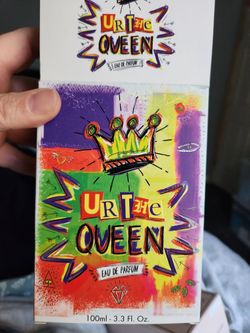 UR THE
QUEEN
EAU DE PARFUM
UR THE
QUEEN
EAU DE PARFUM
100ml - 3.3 Fl. Oz.